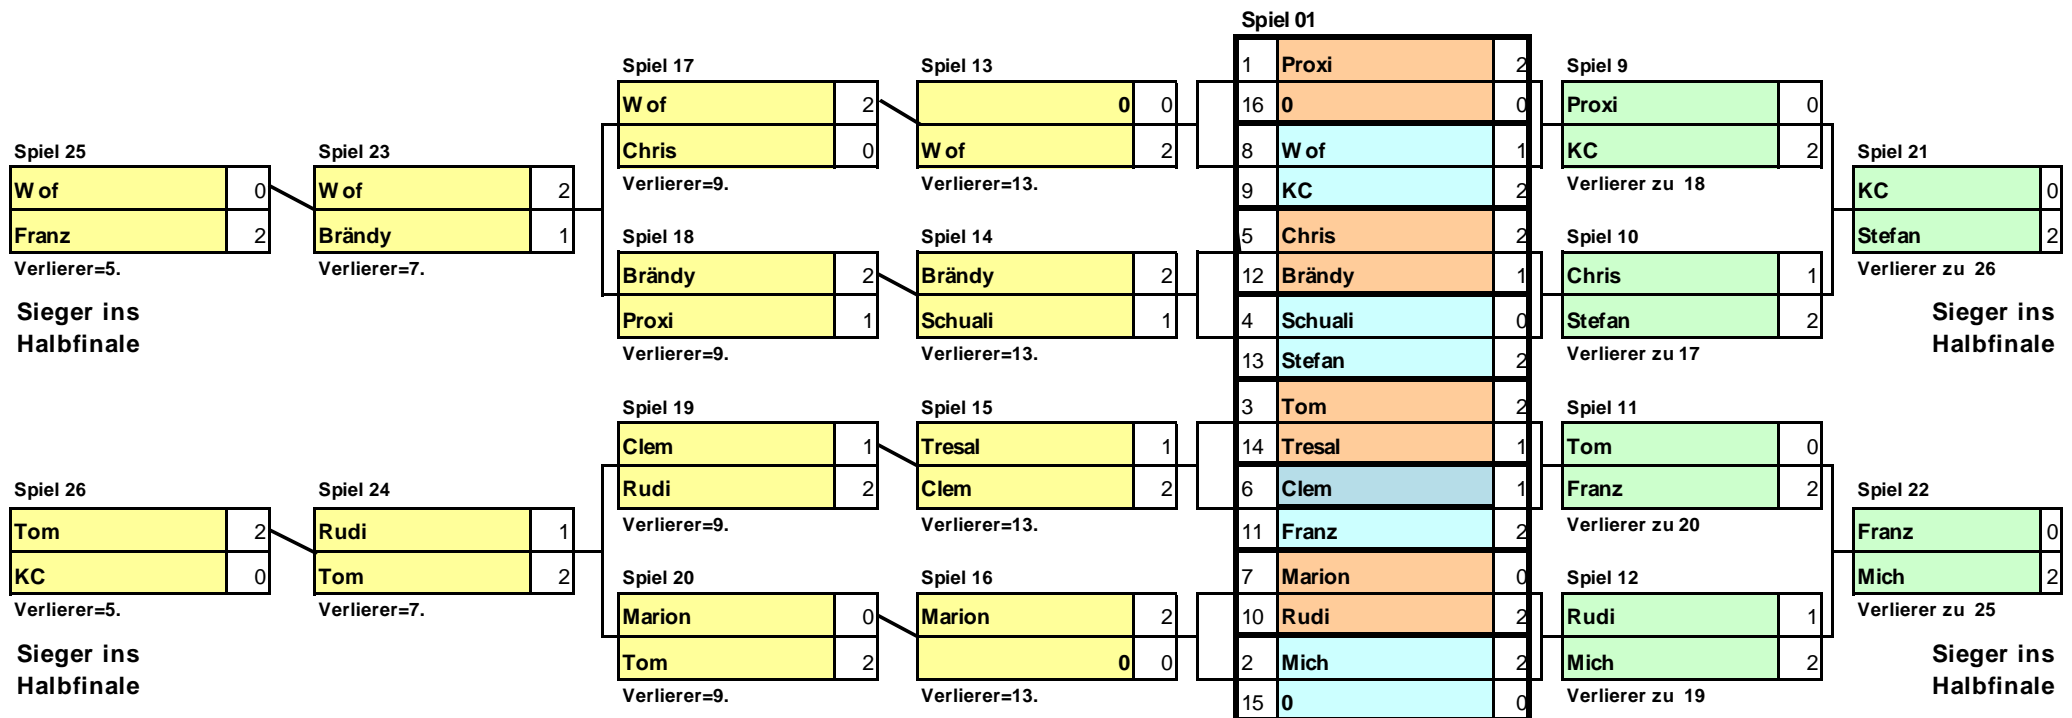 Spiel 01
Spiel 17 Spiel 13 1 Proxi 2 Spiel 9
Wof 2 0 0 16 0 0 Proxi 0
Spiel 25 Spiel 23 Chris 0 Wof 2 8 Wof 1 KC 2 Spiel 21
Wof 0 Wof 2 Verlierer=9. Verlierer=13. 9 KC 2 Verlierer zu 18 KC 0
Franz 2 Brändy 1 Spiel 18 Spiel 14 5 Chris 2 Spiel 10 Stefan 2
Verlierer=5. Verlierer=7. Brändy 2 Brändy 2 12 Brändy 1 Chris 1 Verlierer zu 26
Sieger ins Proxi 1 Schuali 1 4 Schuali 0 Stefan 2 Sieger ins
Halbfinale Verlierer=9. Verlierer=13. 13 Stefan 2 Verlierer zu 17 Halbfinale
Spiel 19 Spiel 15 3 Tom 2 Spiel 11
Clem 1 Tresal 1 14 Tresal 1 Tom 0
Spiel 26 Spiel 24 Rudi 2 Clem 2 6 Clem 1 Franz 2 Spiel 22
Tom 2 Rudi 1 Verlierer=9. Verlierer=13. 11 Franz 2 Verlierer zu 20 Franz 0
KC 0 Tom 2 Spiel 20 Spiel 16 7 Marion 0 Spiel 12 Mich 2
Verlierer=5. Verlierer=7. Marion 0 Marion 2 10 Rudi 2 Rudi 1 Verlierer zu 25
Sieger ins Tom 2 0 0 2 Mich 2 Mich 2 Sieger ins
Halbfinale Verlierer=9. Verlierer=13. 15 0 0 Verlierer zu 19 Halbfinale